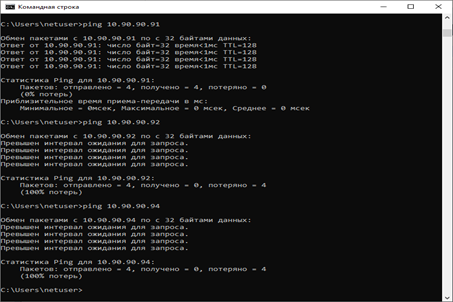 Командная строка
C:\Users\netuser>ping 10.90.90.91
Обмен пакетами с 10.90.90.91 по с 32 байтами данных:
Ответ от 10.90.90.91: число байт=32 время<1мс TTL=128
Ответ от 10.90.90.91: число байт=32 время<1мс TTL=128
Ответ от 10.90.90.91: число байт=32 время<1мс TTL=128
Ответ от 10.90.90.91: число байт=32 время<1мс TTL=128
Статистика Ping для 10.90.90.91:
Пакетов: отправлено = 4, получено = 4, потеряно = 0
(0% потерь)
Приблизительное время приема-передачи в мс:
Минимальное = 0мсек, Максимальное = 0 мсек, Среднее = 0 мсек
C:\Users\netuser>ping 10.90.90.92
Обмен пакетами с 10.90.90.92 по с 32 байтами данных:
Превышен интервал ожидания для запроса.
Превышен интервал ожидания для запроса.
Превышен интервал ожидания для запроса.
Превышен интервал ожидания для запроса.
Статистика Ping для 10.90.90.92:
Пакетов: отправлено = 4, получено = 0, потеряно = 4
(100% потерь)
C:\Users\netuser>ping 10.90.90.94
Обмен пакетами с 10.90.90.94 по с 32 байтами данных:
Превышен интервал ожидания для запроса.
Превышен интервал ожидания для запроса.
Превышен интервал ожидания для запроса.
Превышен интервал ожидания для запроса.
Статистика Ping для 10.90.90.94:
Пакетов: отправлено = 4, получено = 0, потеряно = 4
(100% потерь)
C:\Users\netuser>